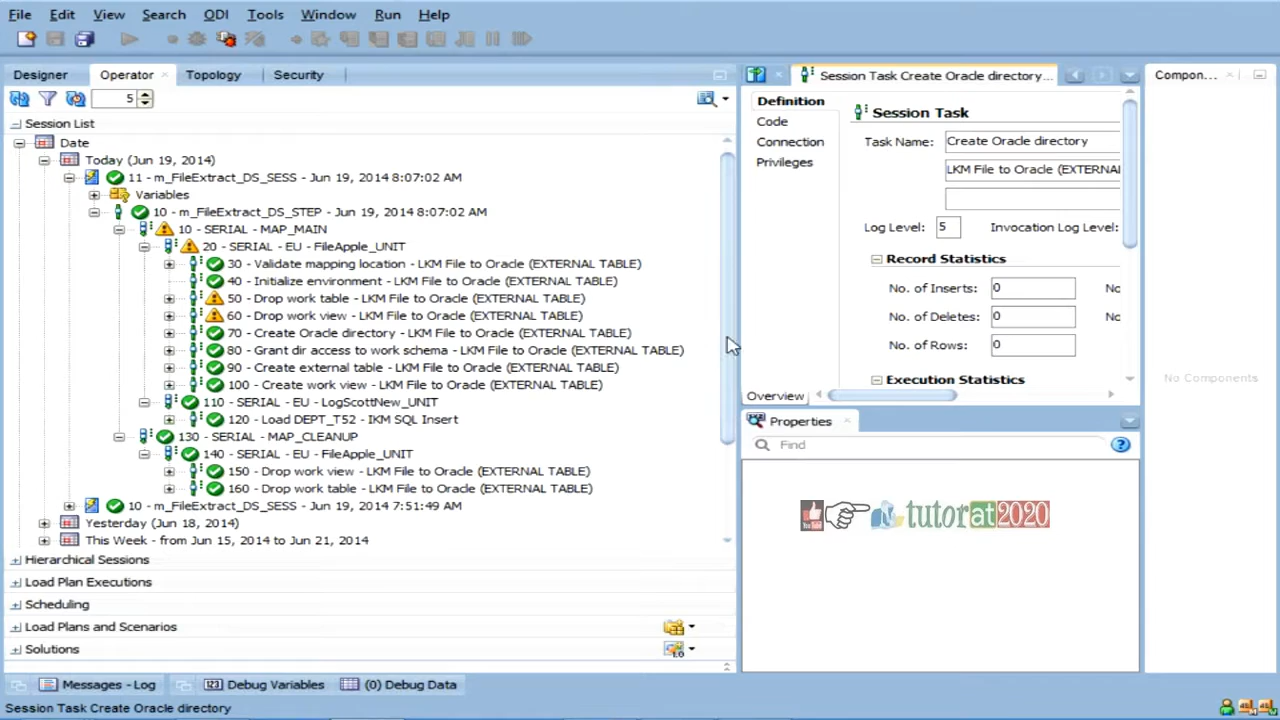 File Edit View Search ODI Tools Window Run Help
Designer Operator Topology Security
5
Session List
Date
Today (Jun 19, 2014)
11 - m_FileExtract_DS_SESS - Jun 19, 2014 8:07:02 AM
Variables
10 - m_FileExtract_DS_STEP - Jun 19, 2014 8:07:02 AM
10 - SERIAL - MAP_MAIN
20 - SERIAL - EU - FileApple_UNIT
30 - Validate mapping location - LKM File to Oracle (EXTERNAL TABLE)
40 - Initialize environment - LKM File to Oracle (EXTERNAL TABLE)
50 - Drop work table - LKM File to Oracle (EXTERNAL TABLE)
60 - Drop work view - LKM File to Oracle (EXTERNAL TABLE)
70 - Create Oracle directory - LKM File to Oracle (EXTERNAL TABLE)
80 - Grant dir access to work schema - LKM File to Oracle (EXTERNAL TABLE)
90 - Create external table - LKM File to Oracle (EXTERNAL TABLE)
100 - Create work view - LKM File to Oracle (EXTERNAL TABLE)
110 - SERIAL - EU - LogScottNew_UNIT
120 - Load DEPT_T52 - IKM SQL Insert
130 - SERIAL - MAP_CLEANUP
140 - SERIAL - EU - FileApple_UNIT
150 - Drop work view - LKM File to Oracle (EXTERNAL TABLE)
160 - Drop work table - LKM File to Oracle (EXTERNAL TABLE)
10 - m_FileExtract_DS_SESS - Jun 19, 2014 7:51:49 AM
Yesterday (Jun 18, 2014)
This Week - from Jun 15, 2014 to Jun 21, 2014
Hierarchical Sessions
Load Plan Executions
Scheduling
Load Plans and Scenarios
Solutions
Session Task Create Oracle directory...
Definition
Code
Connection
Privileges
Session Task
Task Name: Create Oracle directory
LKM File to Oracle (EXTERNAL
Log Level: 5 Invocation Log Level:
Record Statistics
No. of Inserts: 0 No
No. of Deletes: 0 No
No. of Rows: 0
Execution Statistics
Overview
Properties
Find
tutorat2020
Compon...
No Components
Messages - Log Debug Variables (0) Debug Data
Session Task Create Oracle directory